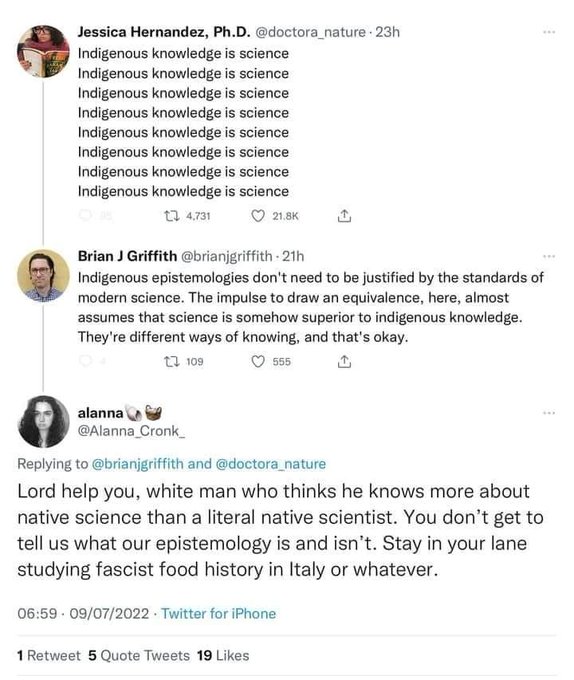 Jessica Hernandez, Ph.D. @doctora_nature · 23h
Indigenous knowledge is science
Indigenous knowledge is science
Indigenous knowledge is science
Indigenous knowledge is science
Indigenous knowledge is science
Indigenous knowledge is science
Indigenous knowledge is science
Indigenous knowledge is science
4,731 21.8K
Brian J Griffith @brianjgriffith · 21h
Indigenous epistemologies don't need to be justified by the standards of
modern science. The impulse to draw an equivalence, here, almost
assumes that science is somehow superior to indigenous knowledge.
They're different ways of knowing, and that's okay.
4 109 555
alanna
@Alanna_Cronk_
Replying to @brianjgriffith and @doctora_nature
Lord help you, white man who thinks he knows more about
native science than a literal native scientist. You don't get to
tell us what our epistemology is and isn't. Stay in your lane
studying fascist food history in Italy or whatever.
06:59 · 09/07/2022 · Twitter for iPhone
1 Retweet 5 Quote Tweets 19 Likes